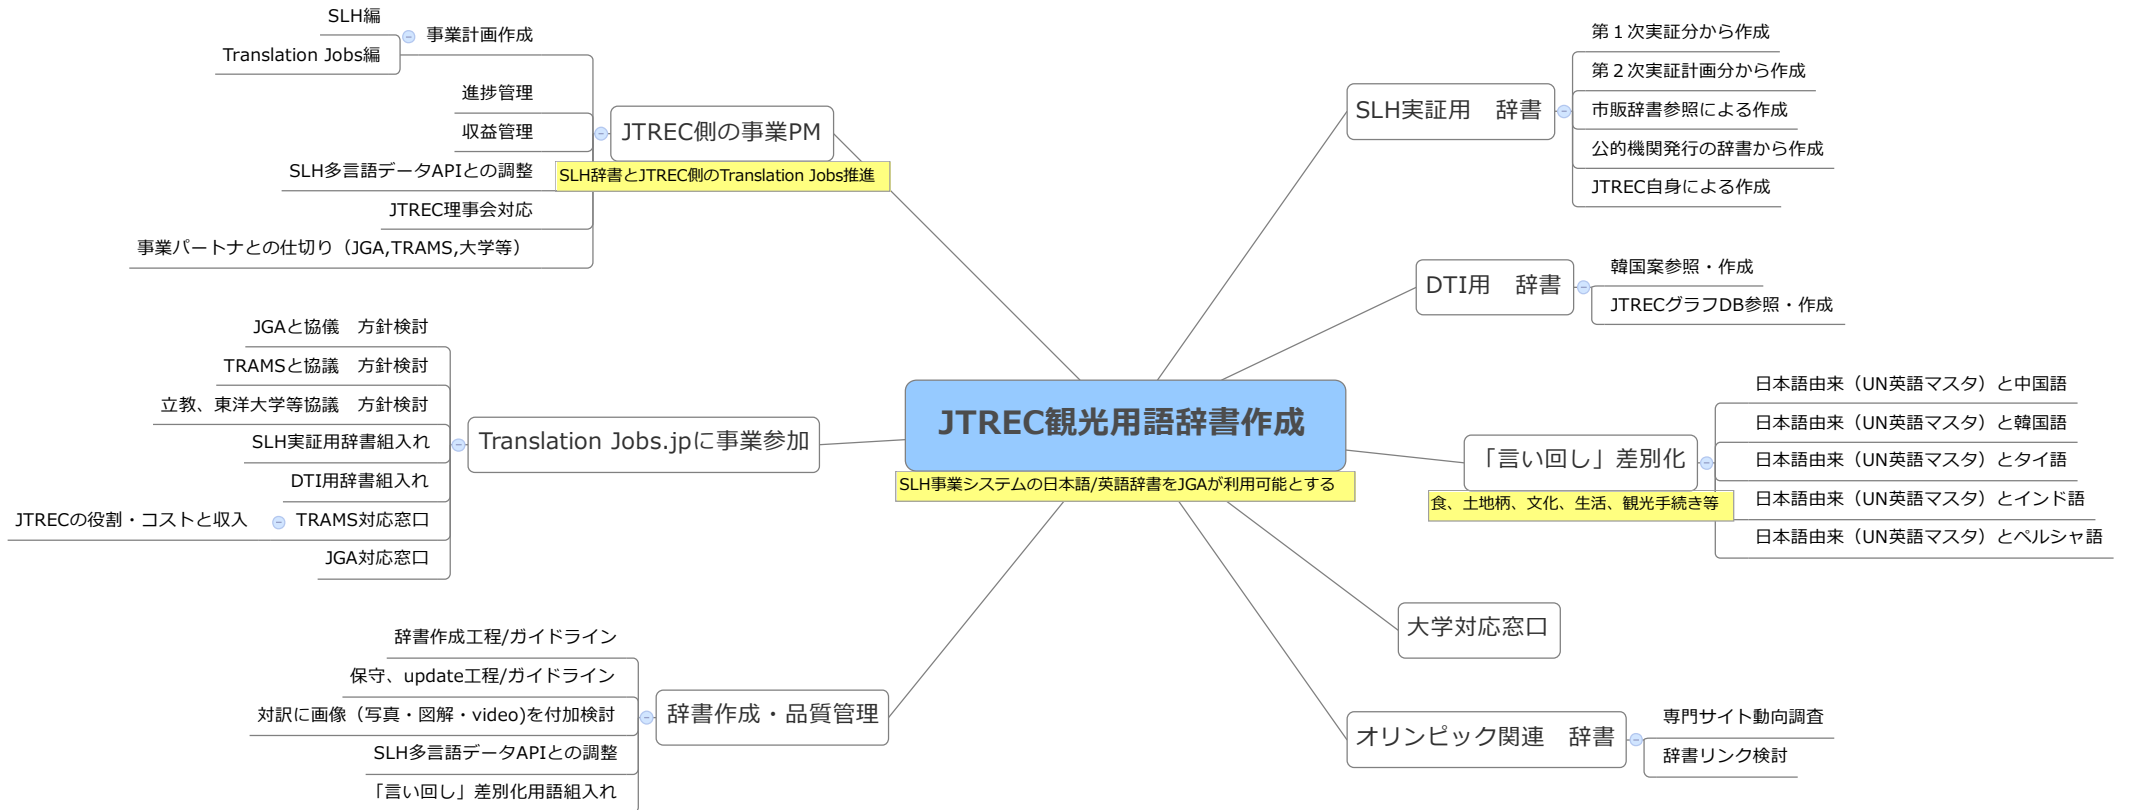 JTREC観光用語辞書作成
SLH事業システムの日本語/英語辞書をJGAが利用可能とする
SLH実証用　辞書
第１次実証分から作成
第２次実証計画分から作成
市販辞書参照による作成
公的機関発行の辞書から作成
JTREC自身による作成
DTI用　辞書
韓国案参照・作成
JTRECグラフDB参照・作成
「言い回し」差別化
食、土地柄、文化、生活、観光手続き等
日本語由来（UN英語マスタ）と中国語
日本語由来（UN英語マスタ）と韓国語
日本語由来（UN英語マスタ）とタイ語
日本語由来（UN英語マスタ）とインド語
日本語由来（UN英語マスタ）とペルシャ語
大学対応窓口
オリンピック関連　辞書
専門サイト動向調査
辞書リンク検討
JTREC側の事業PM
SLH辞書とJTREC側のTranslation Jobs推進
事業計画作成
SLH編
Translation Jobs編
進捗管理
収益管理
SLH多言語データAPIとの調整
JTREC理事会対応
事業パートナとの仕切り（JGA,TRAMS,大学等）
Translation Jobs.jpに事業参加
JGAと協儀　方針検討
TRAMSと協議　方針検討
立教、東洋大学等協議　方針検討
SLH実証用辞書組入れ
DTI用辞書組入れ
TRAMS対応窓口
JTRECの役割・コストと収入
JGA対応窓口
辞書作成・品質管理
辞書作成工程/ガイドライン
保守、update工程/ガイドライン
対訳に画像（写真・図解・video)を付加検討
SLH多言語データAPIとの調整
「言い回し」差別化用語組入れ